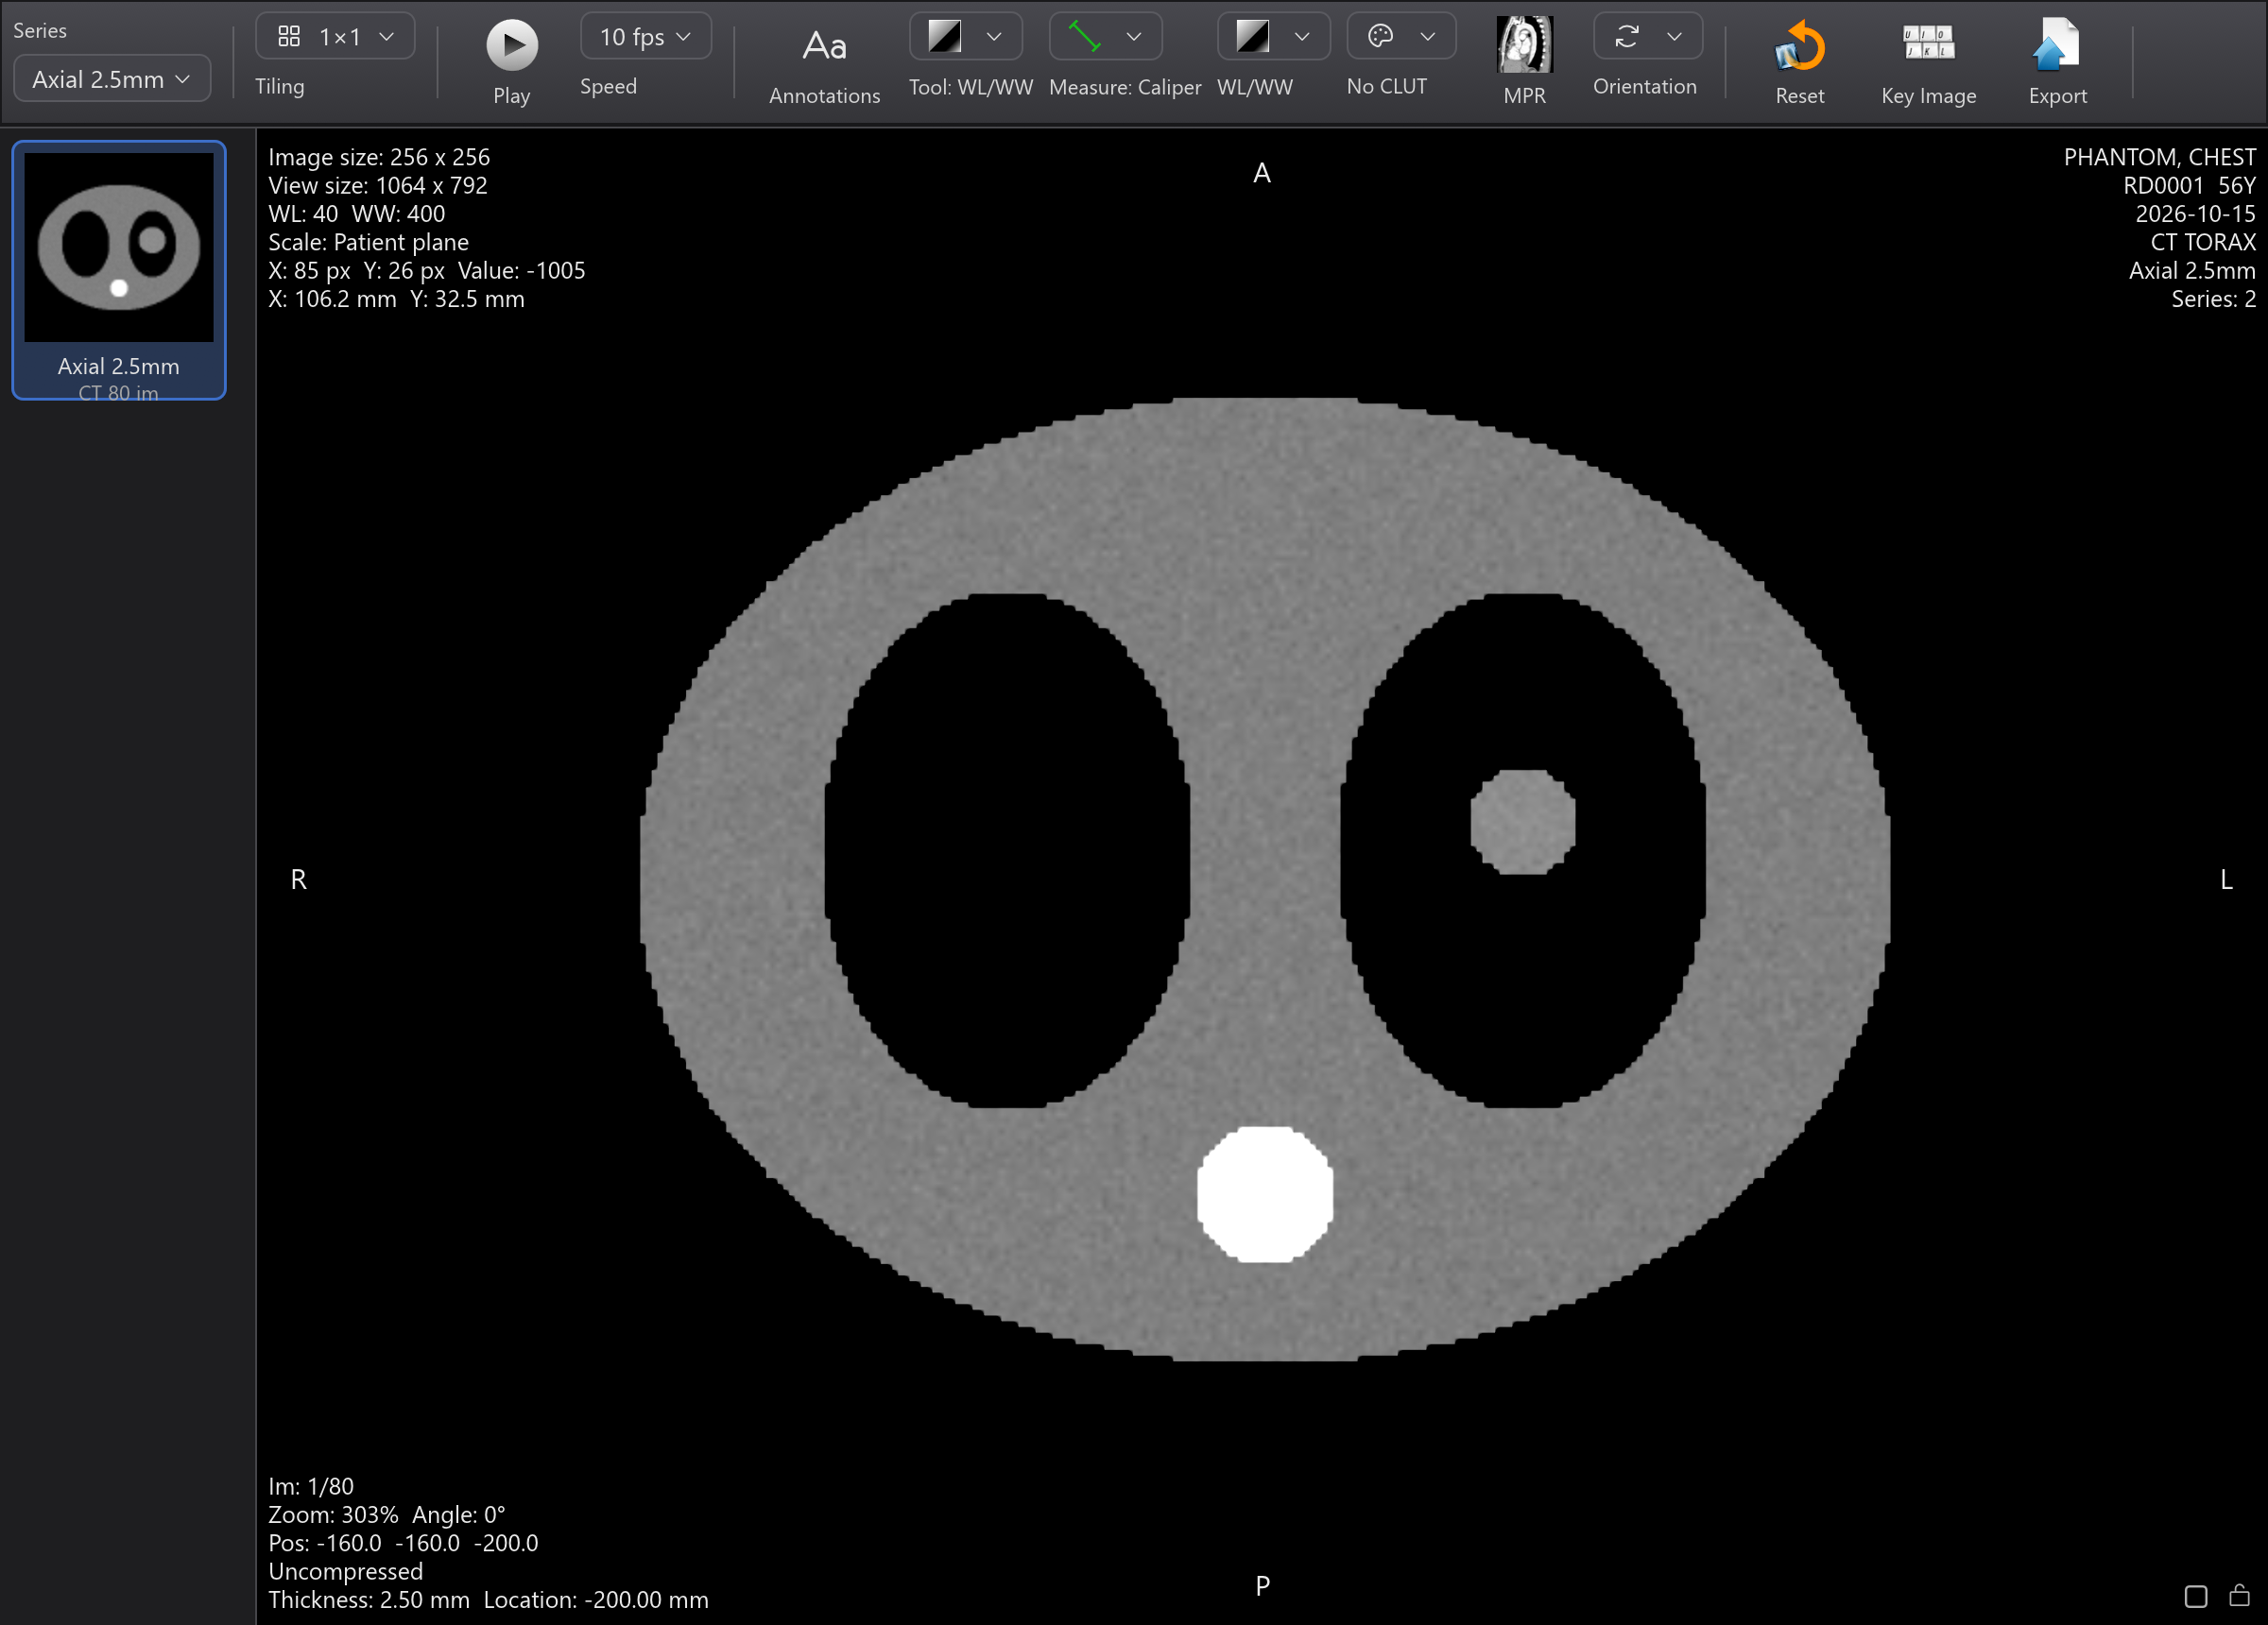 Series
Axial 2.5mm
1×1
Tiling
Play
10 fps
Speed
Aa
Annotations
Tool: WL/WW
Measure: Caliper
WL/WW
No CLUT
MPR
Orientation
Reset
U I O
J K L
Key Image
Export
Axial 2.5mm
CT 80 im
Image size: 256 x 256
View size: 1064 x 792
WL: 40 WW: 400
Scale: Patient plane
X: 85 px Y: 26 px Value: -1005
X: 106.2 mm Y: 32.5 mm
A
PHANTOM, CHEST
RD0001 56Y
2026-10-15
CT TORAX
Axial 2.5mm
Series: 2
R
L
Im: 1/80
Zoom: 303% Angle: 0°
Pos: -160.0 -160.0 -200.0
Uncompressed
Thickness: 2.50 mm Location: -200.00 mm
P